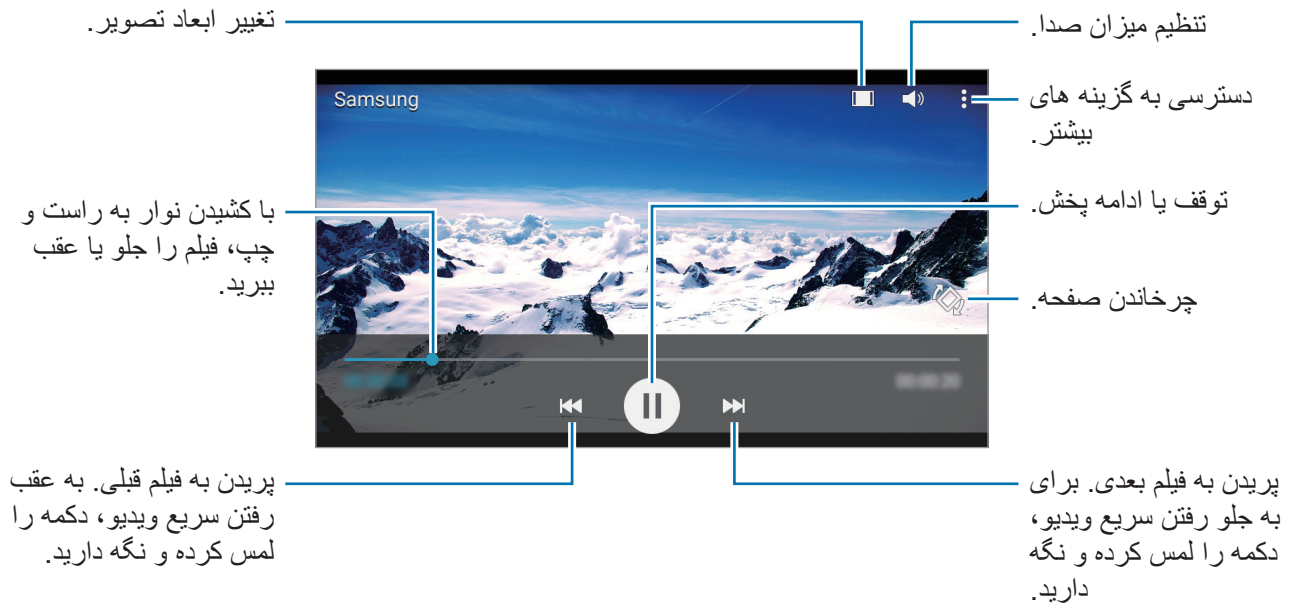 تغییر ابعاد تصویر.
تنظیم میزان صدا.
Samsung
دسترسی به گزینه های
بیشتر.
با کشیدن نوار به راست و
چپ، فیلم را جلو یا عقب
ببرید.
توقف یا ادامه پخش.
چرخاندن صفحه.
00:00:20
پریدن به فیلم قبلی. به عقب
رفتن سریع ویدیو، دکمه را
لمس کرده و نگه دارید.
پریدن به فیلم بعدی. برای
به جلو رفتن سریع ویدیو،
دکمه را لمس کرده و نگه
دارید.